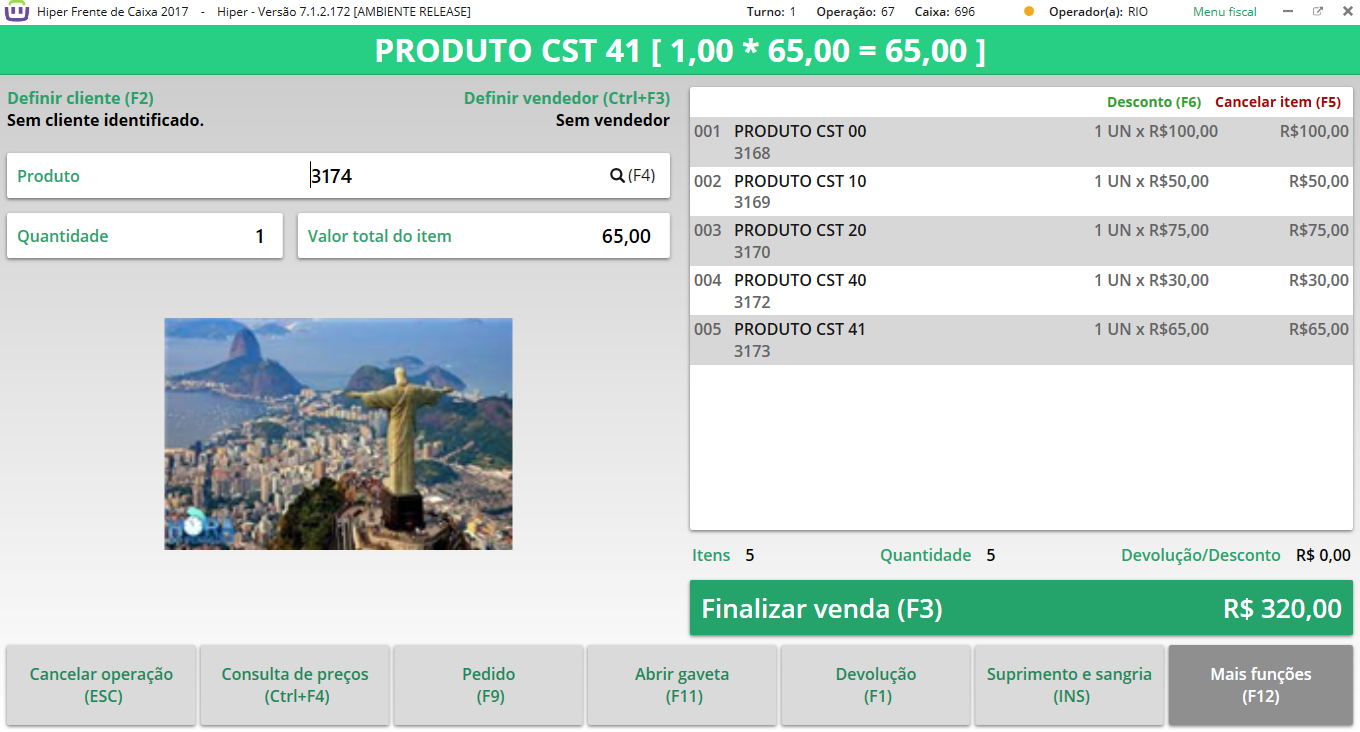 Hiper Frente de Caixa 2017 - Hiper - Versão 7.1.2.172 [AMBIENTE RELEASE] Turno: 1 Operação: 67 Caixa: 696 Operador(a): RIO Menu fiscal
PRODUTO CST 41 [ 1,00 * 65,00 = 65,00 ]
Definir cliente (F2) Definir vendedor (Ctrl+F3)
Sem cliente identificado. Sem vendedor
Produto 3174 (F4)
Quantidade 1 Valor total do item 65,00
HORA
Desconto (F6) Cancelar item (F5)
001 PRODUTO CST 00 1 UN x R$100,00 R$100,00
3168
002 PRODUTO CST 10 1 UN x R$50,00 R$50,00
3169
003 PRODUTO CST 20 1 UN x R$75,00 R$75,00
3170
004 PRODUTO CST 40 1 UN x R$30,00 R$30,00
3172
005 PRODUTO CST 41 1 UN x R$65,00 R$65,00
3173
Itens 5 Quantidade 5 Devolução/Desconto R$ 0,00
Finalizar venda (F3) R$ 320,00
Cancelar operação
(ESC)
Consulta de preços
(Ctrl+F4)
Pedido
(F9)
Abrir gaveta
(F11)
Devolução
(F1)
Suprimento e sangria
(INS)
Mais funções
(F12)